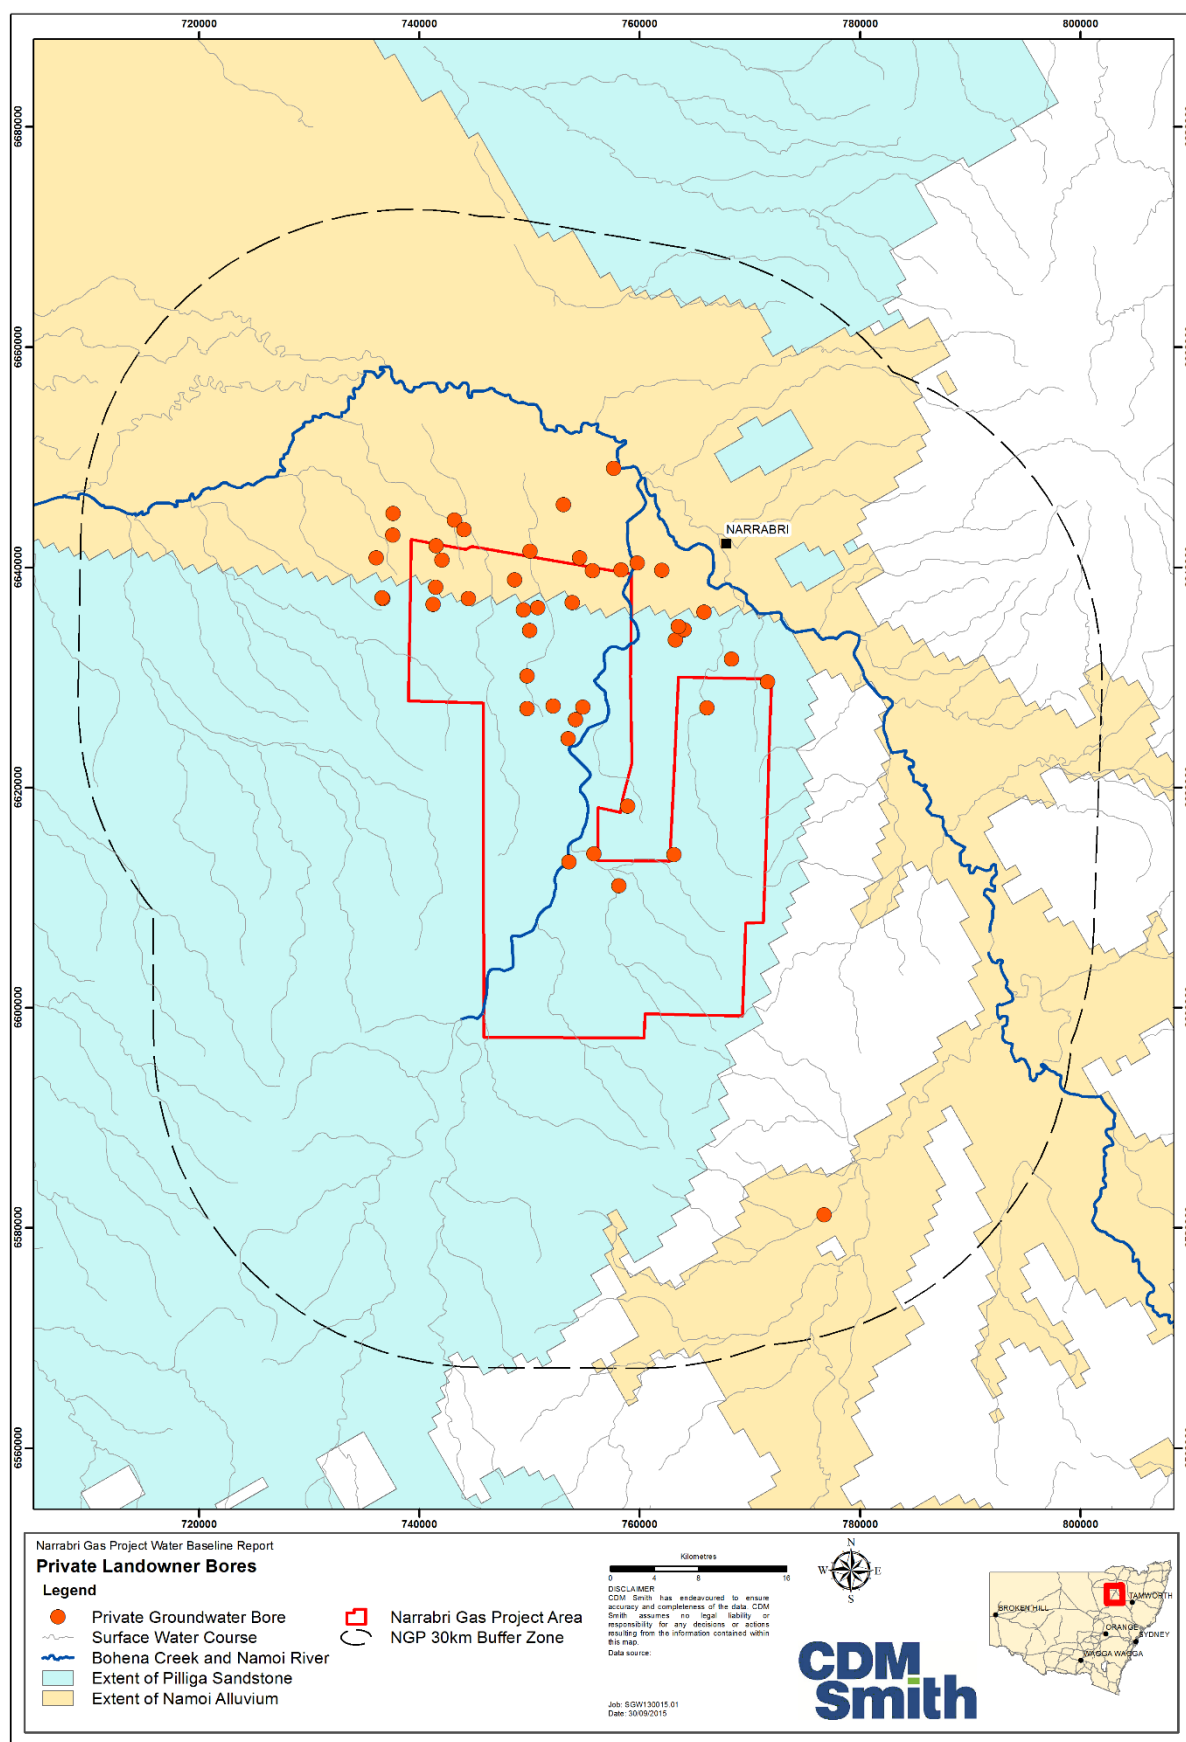 720000 740000 760000 780000 800000
6680000
6660000
6640000
6620000
6600000
6580000
6560000
NARRABRI
720000 740000 760000 780000 800000
Narrabri Gas Project Water Baseline Report
Private Landowner Bores
Legend
Private Groundwater Bore
Surface Water Course
Bohena Creek and Namoi River
Extent of Pilliga Sandstone
Extent of Namoi Alluvium
Narrabri Gas Project Area
NGP 30km Buffer Zone
Kilometres
0 4 8 16
DISCLAIMER
CDM Smith has endeavoured to ensure
accuracy and completeness of the data. CDM
Smith assumes no legal liability or
responsibility for any decisions or actions
resulting from the information contained within
this map.
Data source:
Job: SGW130015.01
Date: 30/09/2015
N
W E
S
CDM
Smith
TAMWORTH
BROKEN HILL
ORANGE
SYDNEY
WAGGA WAGGA